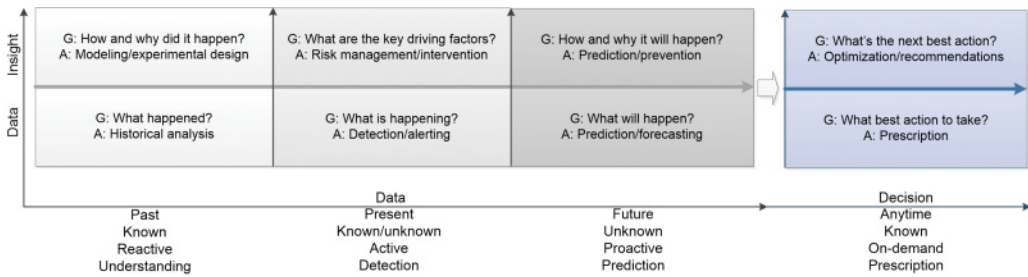 Insight
G: How and why did it happen?
A: Modeling/experimental design
G: What are the key driving factors?
A: Risk management/intervention
G: How and why it will happen?
A: Prediction/prevention
G: What's the next best action?
A: Optimization/recommendations
Data
G: What happened?
A: Historical analysis
G: What is happening?
A: Detection/alerting
G: What will happen?
A: Prediction/forecasting
G: What best action to take?
A: Prescription
Data
Decision
Past
Known
Reactive
Understanding
Present
Known/unknown
Active
Detection
Future
Unknown
Proactive
Prediction
Anytime
Known
On-demand
Prescription